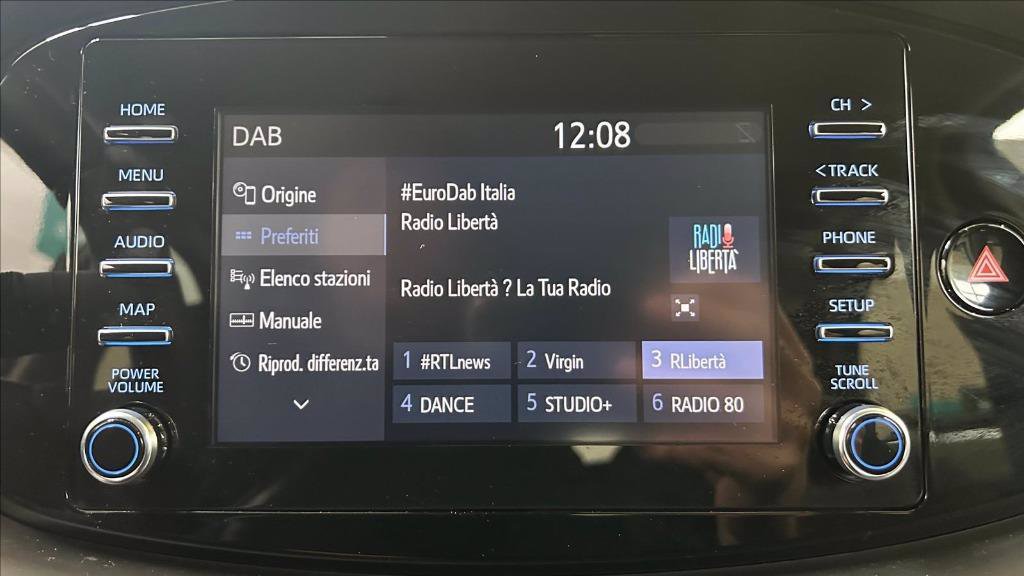 HOME
MENU
AUDIO
MAP
POWER
VOLUME
DAB
12:08
Origine
Preferiti
Elenco stazioni
Manuale
Riprod. differenz.ta
#EuroDab Italia
Radio Libertà
Radio Libertà ? La Tua Radio
RADIO
LIBERTÀ
1 #RTLnews
2 Virgin
3 RLibertà
4 DANCE
5 STUDIO+
6 RADIO 80
CH >
<TRACK
PHONE
SETUP
TUNE
SCROLL